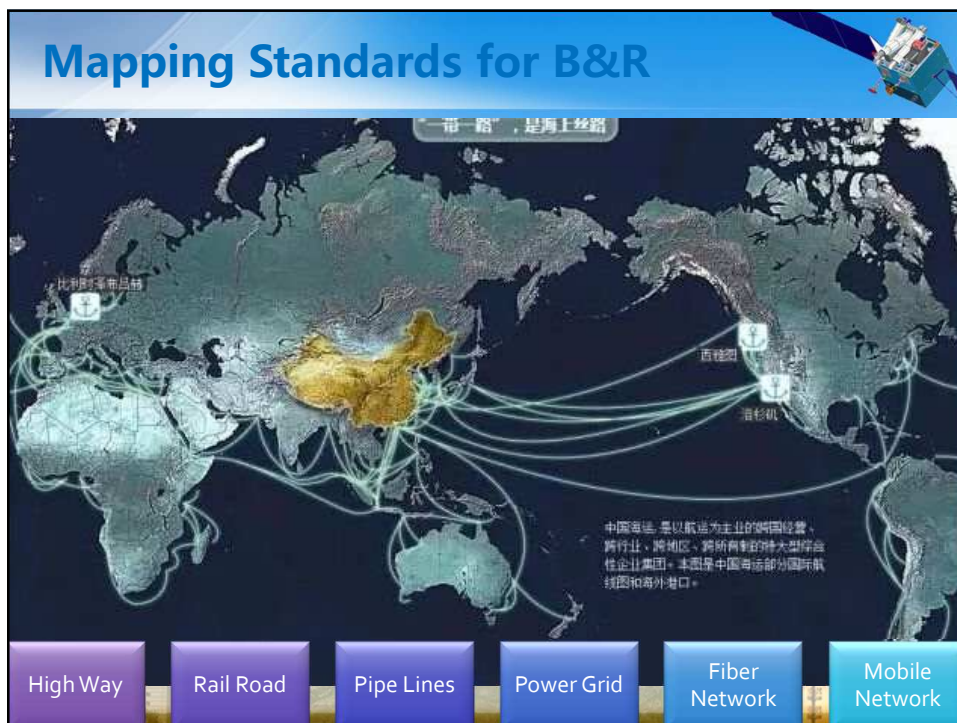 Mapping Standards for B&R
“一带一路”,是海上丝路
比利时泽布吕赫
西雅图
洛杉矶
中国海运,是以航运为主业的跨国经营、
跨行业、跨地区、跨所有制的特大型综合
性企业集团。本图是中国海运部分国际航
线图和海外港口。
High Way
Rail Road
Pipe Lines
Power Grid
Fiber
Network
Mobile
Network